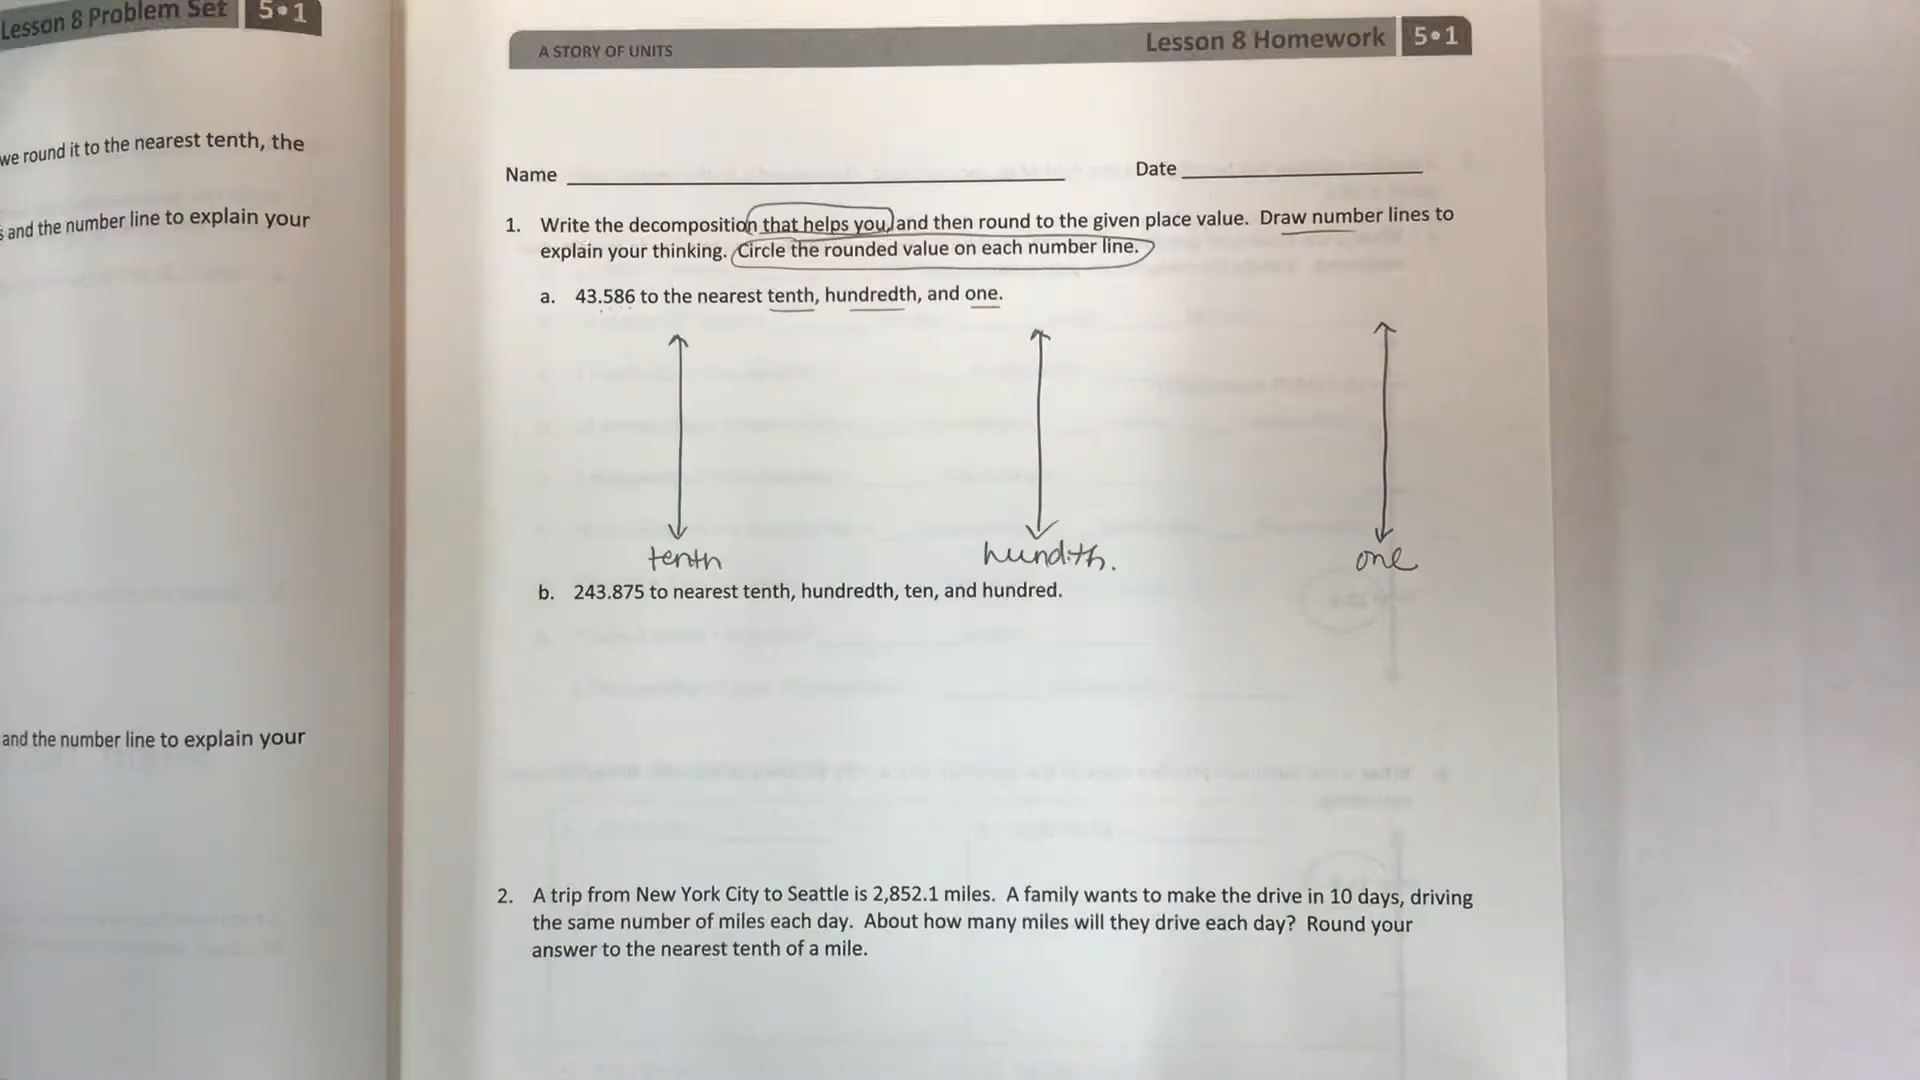 Lesson 8 Problem Set 5•1
we round it to the nearest tenth, the
and the number line to explain your
and the number line to explain your
A STORY OF UNITS
Lesson 8 Homework 5•1
Name
Date
1. Write the decomposition that helps you, and then round to the given place value. Draw number lines to
explain your thinking. Circle the rounded value on each number line.
a. 43.586 to the nearest tenth, hundredth, and one.
tenth
hundth.
one
b. 243.875 to nearest tenth, hundredth, ten, and hundred.
2. A trip from New York City to Seattle is 2,852.1 miles. A family wants to make the drive in 10 days, driving
the same number of miles each day. About how many miles will they drive each day? Round your
answer to the nearest tenth of a mile.